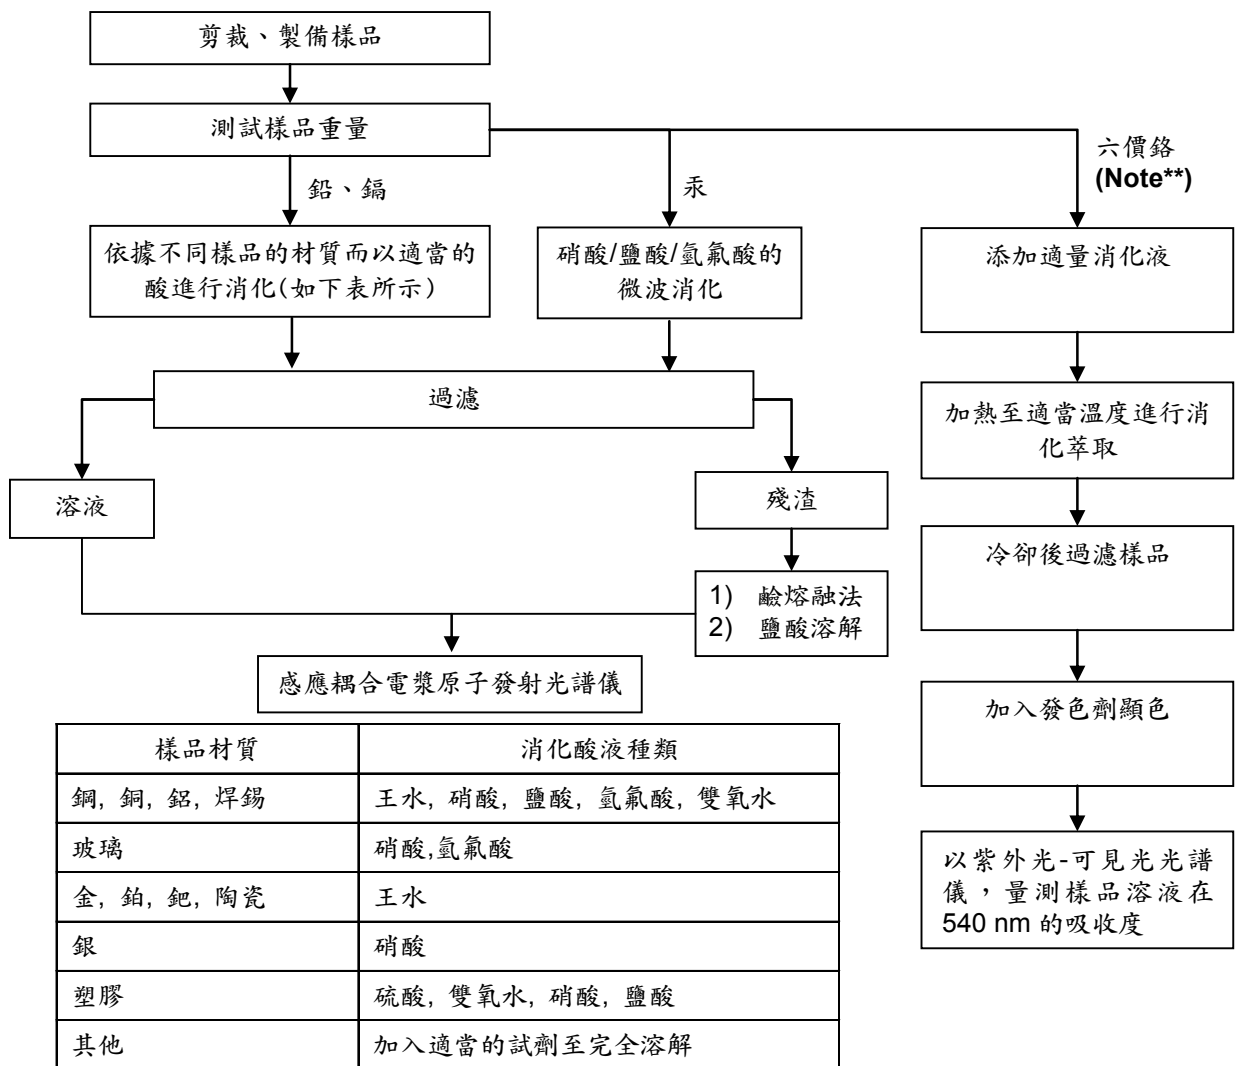 剪裁、製備樣品
測試樣品重量
鉛、鎘
汞
六價鉻
(Note**)
依據不同樣品的材質而以適當的
酸進行消化(如下表所示)
硝酸/鹽酸/氫氟酸的
微波消化
添加適量消化液
過濾
加熱至適當溫度進行消
化萃取
溶液
殘渣
冷卻後過濾樣品
1) 鹼熔融法
2) 鹽酸溶解
感應耦合電漿原子發射光譜儀
加入發色劑顯色
以紫外光-可見光光譜
儀，量測樣品溶液在
540 nm 的吸收度
樣品材質 消化酸液種類
鋼, 銅, 鋁, 焊錫 王水, 硝酸, 鹽酸, 氫氟酸, 雙氧水
玻璃 硝酸,氫氟酸
金, 鉑, 鈀, 陶瓷 王水
銀 硝酸
塑膠 硫酸, 雙氧水, 硝酸, 鹽酸
其他 加入適當的試劑至完全溶解